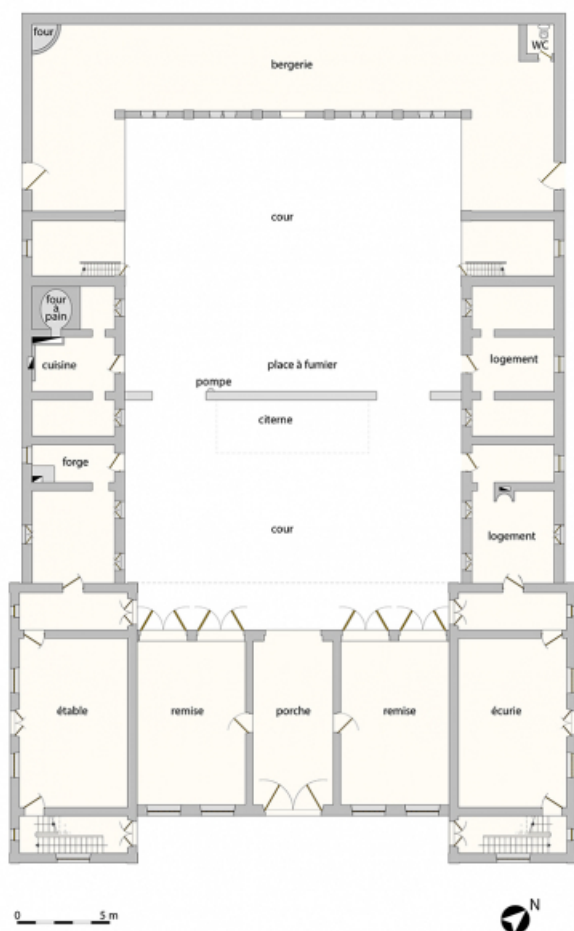 four
WC
bergerie
cour
four
à
pain
cuisine
place à fumier
logement
pompe
citerne
forge
cour
logement
étable
remise
porche
remise
écurie
0 5 m
N